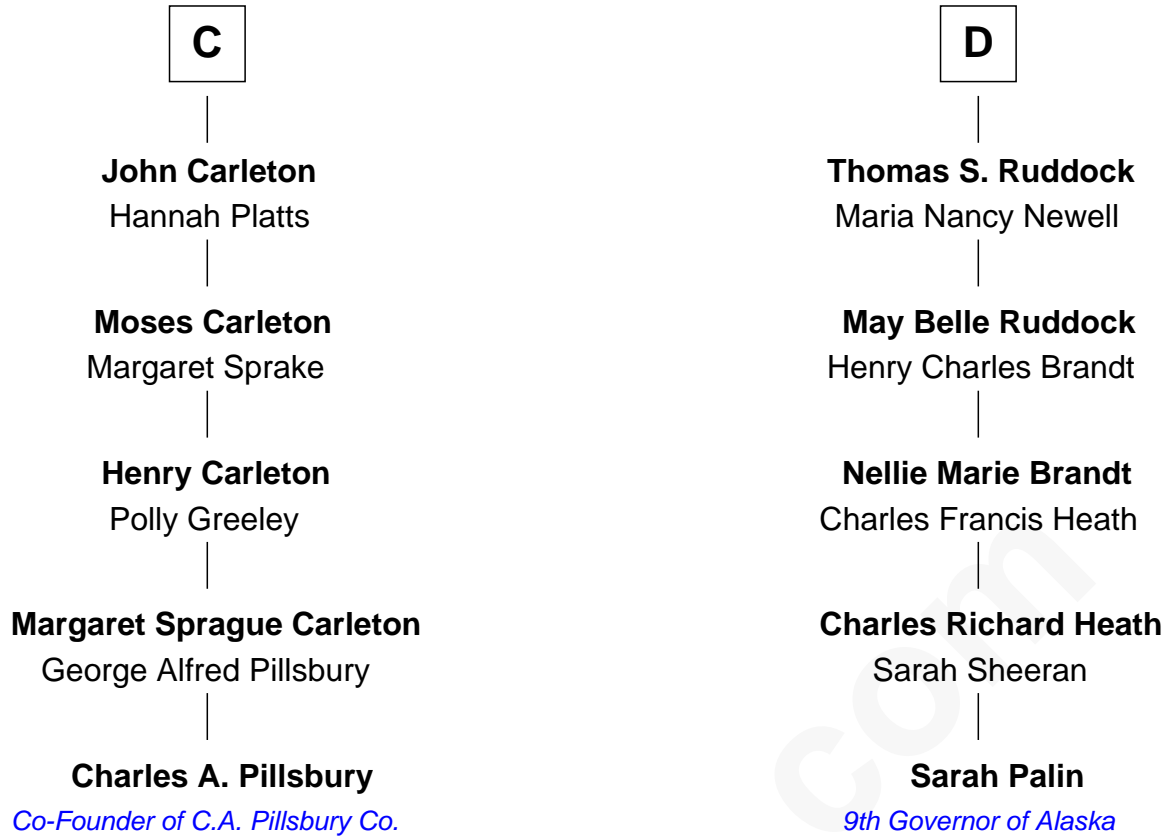 C
John Carleton
Hannah Platts
Moses Carleton
Margaret Sprake
Henry Carleton
Polly Greeley
Margaret Sprague Carleton
George Alfred Pillsbury
Charles A. Pillsbury
Co-Founder of C.A. Pillsbury Co.
D
Thomas S. Ruddock
Maria Nancy Newell
May Belle Ruddock
Henry Charles Brandt
Nellie Marie Brandt
Charles Francis Heath
Charles Richard Heath
Sarah Sheeran
Sarah Palin
9th Governor of Alaska
com